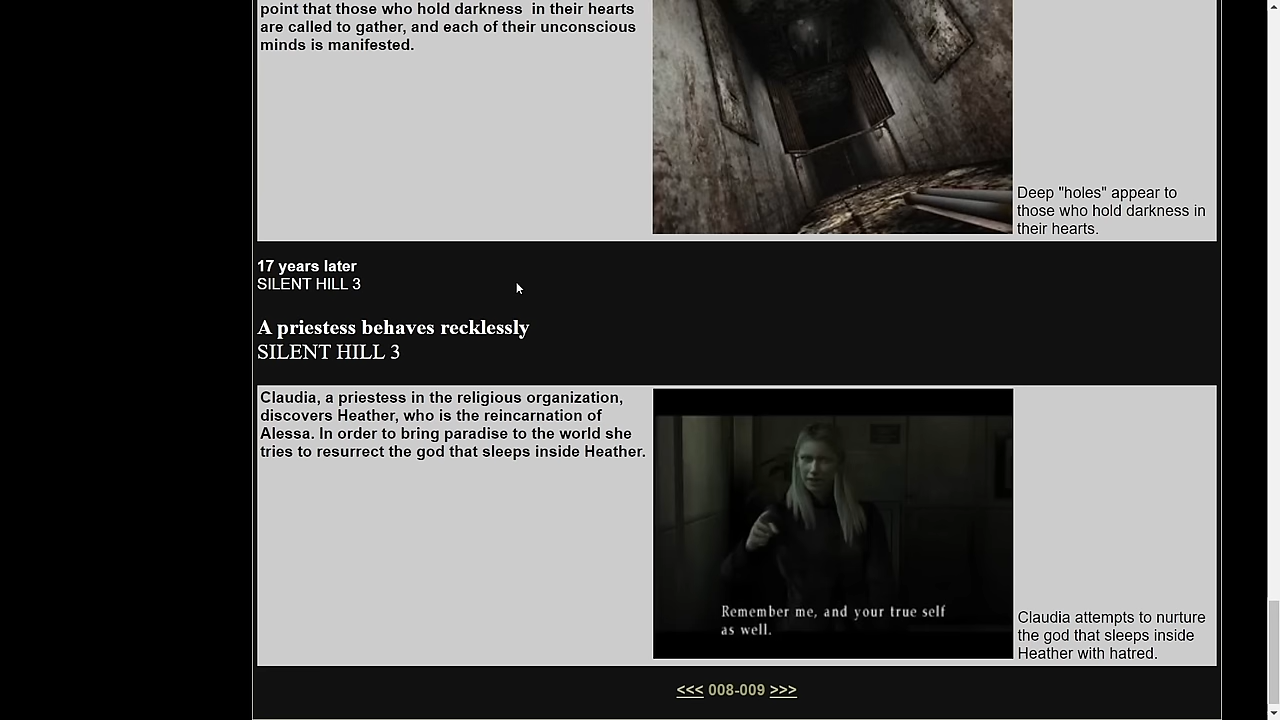 point that those who hold darkness  in their hearts
are called to gather, and each of their unconscious
minds is manifested.
Deep "holes" appear to
those who hold darkness in
their hearts.
17 years later
SILENT HILL 3
A priestess behaves recklessly
SILENT HILL 3
Claudia, a priestess in the religious organization,
discovers Heather, who is the reincarnation of
Alessa. In order to bring paradise to the world she
tries to resurrect the god that sleeps inside Heather.
Remember me, and your true self
as well.
Claudia attempts to nurture
the god that sleeps inside
Heather with hatred.
<<< 008-009 >>>